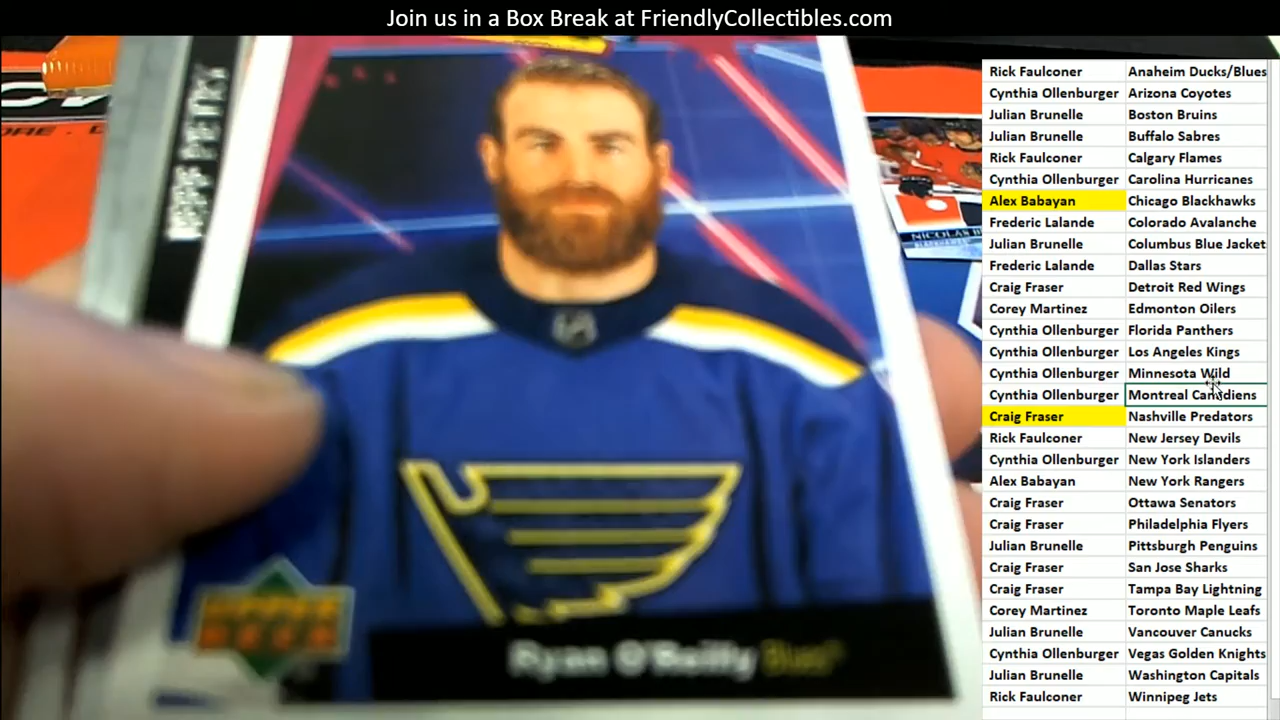 Join us in a Box Break at FriendlyCollectibles.com
Ryan O'Reilly Blues
UPPER DECK
Rick Faulconer Anaheim Ducks/Blues
Cynthia Ollenburger Arizona Coyotes
Julian Brunelle Boston Bruins
Julian Brunelle Buffalo Sabres
Rick Faulconer Calgary Flames
Cynthia Ollenburger Carolina Hurricanes
Alex Babayan Chicago Blackhawks
Frederic Lalande Colorado Avalanche
Julian Brunelle Columbus Blue Jacket
Frederic Lalande Dallas Stars
Craig Fraser Detroit Red Wings
Corey Martinez Edmonton Oilers
Cynthia Ollenburger Florida Panthers
Cynthia Ollenburger Los Angeles Kings
Cynthia Ollenburger Minnesota Wild
Cynthia Ollenburger Montreal Canadiens
Craig Fraser Nashville Predators
Rick Faulconer New Jersey Devils
Cynthia Ollenburger New York Islanders
Alex Babayan New York Rangers
Craig Fraser Ottawa Senators
Craig Fraser Philadelphia Flyers
Julian Brunelle Pittsburgh Penguins
Craig Fraser San Jose Sharks
Craig Fraser Tampa Bay Lightning
Corey Martinez Toronto Maple Leafs
Julian Brunelle Vancouver Canucks
Cynthia Ollenburger Vegas Golden Knights
Julian Brunelle Washington Capitals
Rick Faulconer Winnipeg Jets